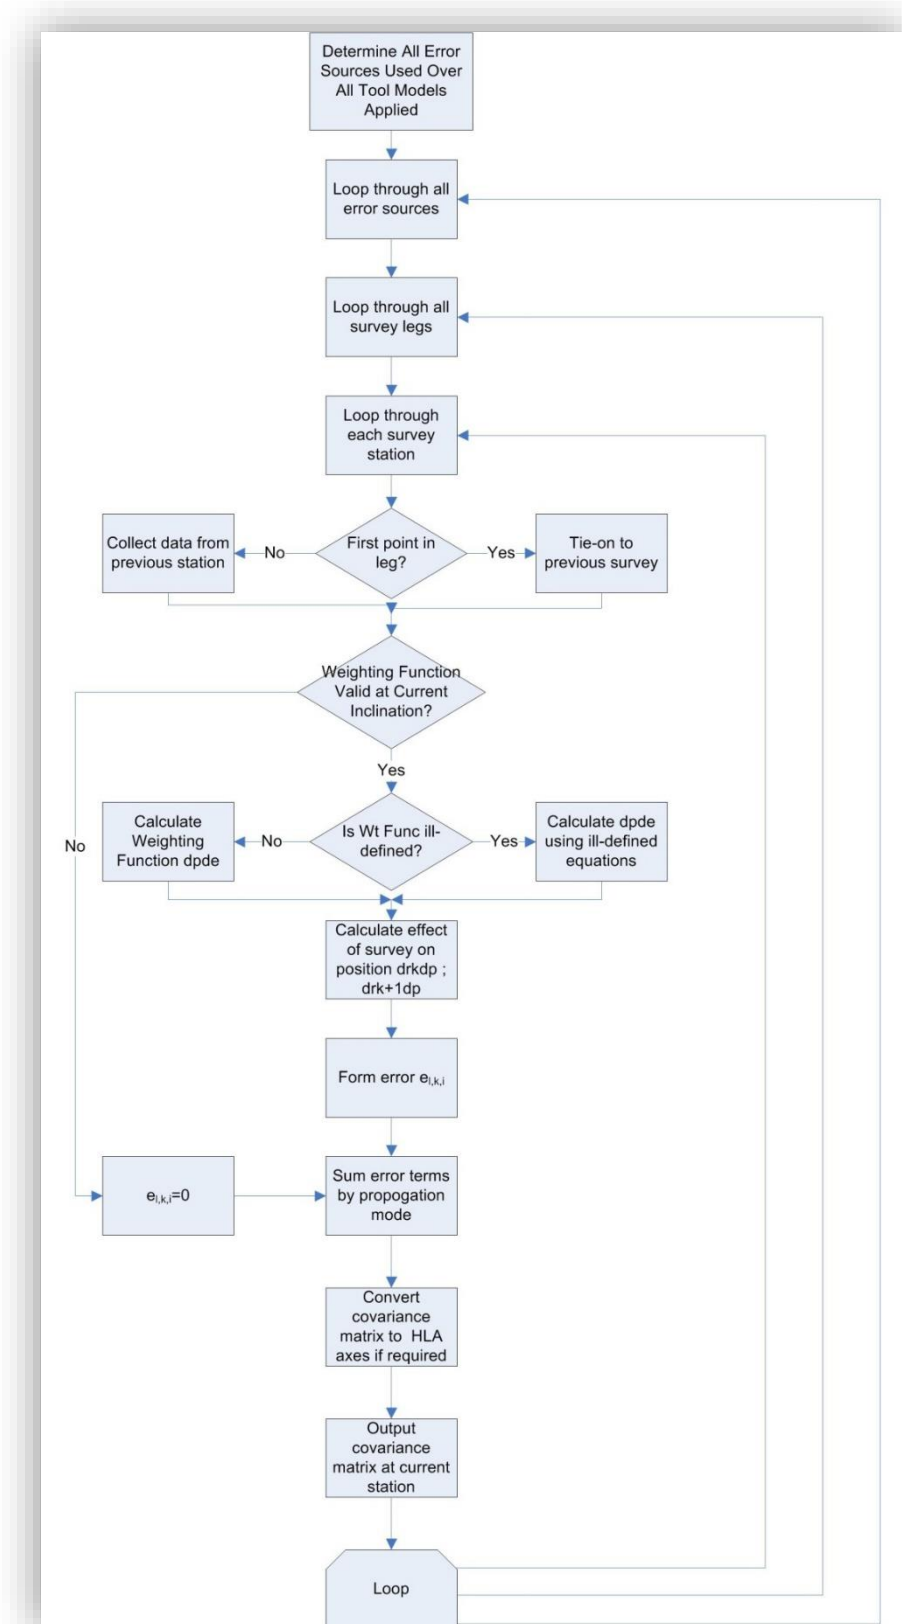 Determine All Error
Sources Used Over
All Tool Models
Applied
Loop through all
error sources
Loop through all
survey legs
Loop through
each survey
station
Collect data from
previous station
No
First point in
leg?
Yes
Tie-on to
previous survey
Weighting Function
Valid at Current
Inclination?
Yes
No
Calculate
Weighting
Function dpde
No
Is Wt Func ill-
defined?
Yes
Calculate dpde
using ill-defined
equations
Calculate effect
of survey on
position drkdp ;
drk+1dp
Form error el,k,i
el,k,i=0
Sum error terms
by propogation
mode
Convert
covariance
matrix to HLA
axes if required
Output
covariance
matrix at current
station
Loop